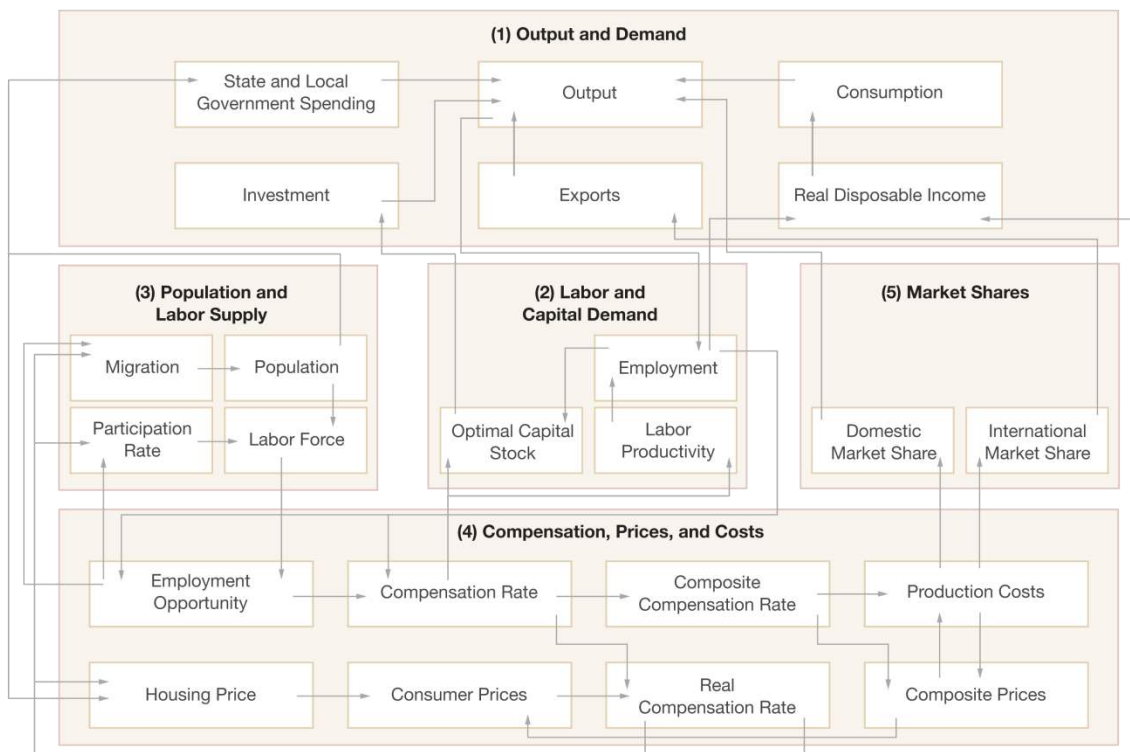 (1) Output and Demand
State and Local
Government Spending
Output
Consumption
Investment
Exports
Real Disposable Income
(3) Population and
Labor Supply
Migration
Population
Participation
Rate
Labor Force
(2) Labor and
Capital Demand
Employment
Optimal Capital
Stock
Labor
Productivity
(5) Market Shares
Domestic
Market Share
International
Market Share
(4) Compensation, Prices, and Costs
Employment
Opportunity
Compensation Rate
Composite
Compensation Rate
Production Costs
Housing Price
Consumer Prices
Real
Compensation Rate
Composite Prices